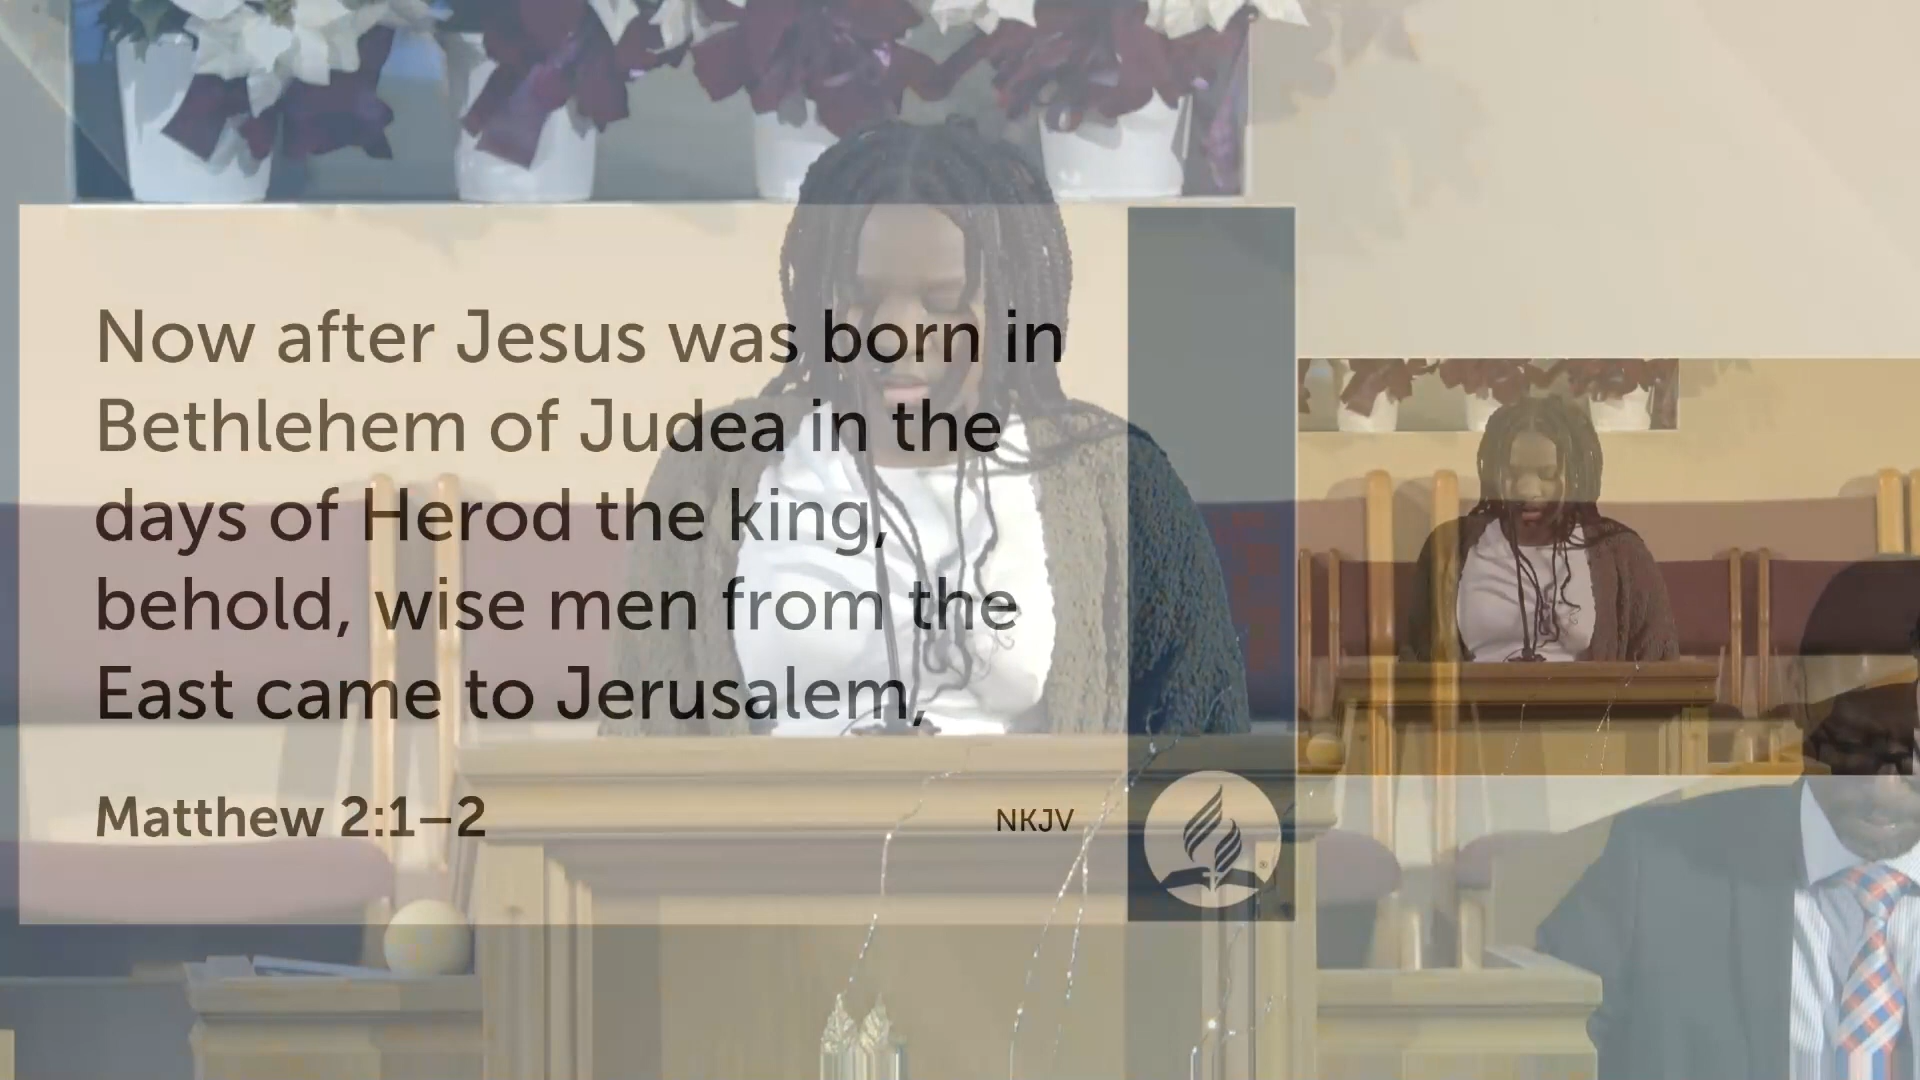 Now after Jesus was born in
Bethlehem of Judea in the
days of Herod the king,
behold, wise men from the
East came to Jerusalem,
Matthew 2:1–2
NKJV